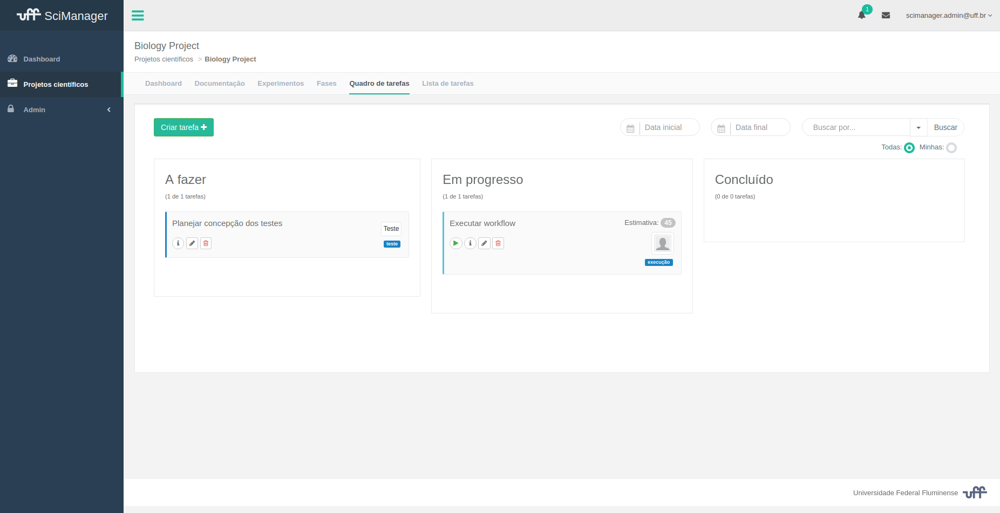 uff SciManager
1
scimanager.admin@uff.br
Dashboard
Projetos científicos
Admin
Biology Project
Projetos científicos > Biology Project
Dashboard Documentação Experimentos Fases Quadro de tarefas Lista de tarefas
Criar tarefa
Data inicial Data final Buscar por... Buscar
Todas: Minhas:
A fazer
(1 de 1 tarefas)
Planejar concepção dos testes
Teste
teste
Em progresso
(1 de 1 tarefas)
Executar workflow
Estimativa: 45
execução
Concluído
(0 de 0 tarefas)
Universidade Federal Fluminense uff